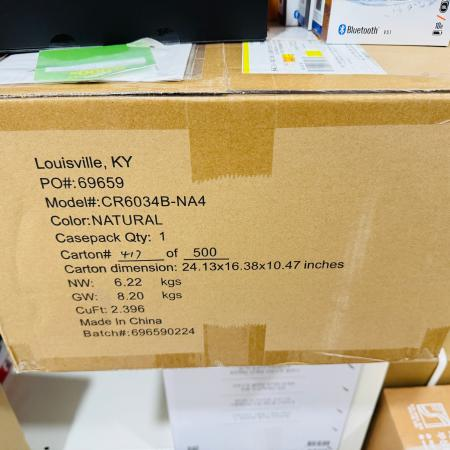 Bluetooth V5.1
Louisville, KY
PO#:69659
Model#:CR6034B-NA4
Color:NATURAL
Casepack Qty: 1
Carton# 417 of 500
Carton dimension: 24.13x16.38x10.47 inches
NW: 6.22 kgs
GW: 8.20 kgs
CuFt: 2.396
Made In China
Batch#:696590224